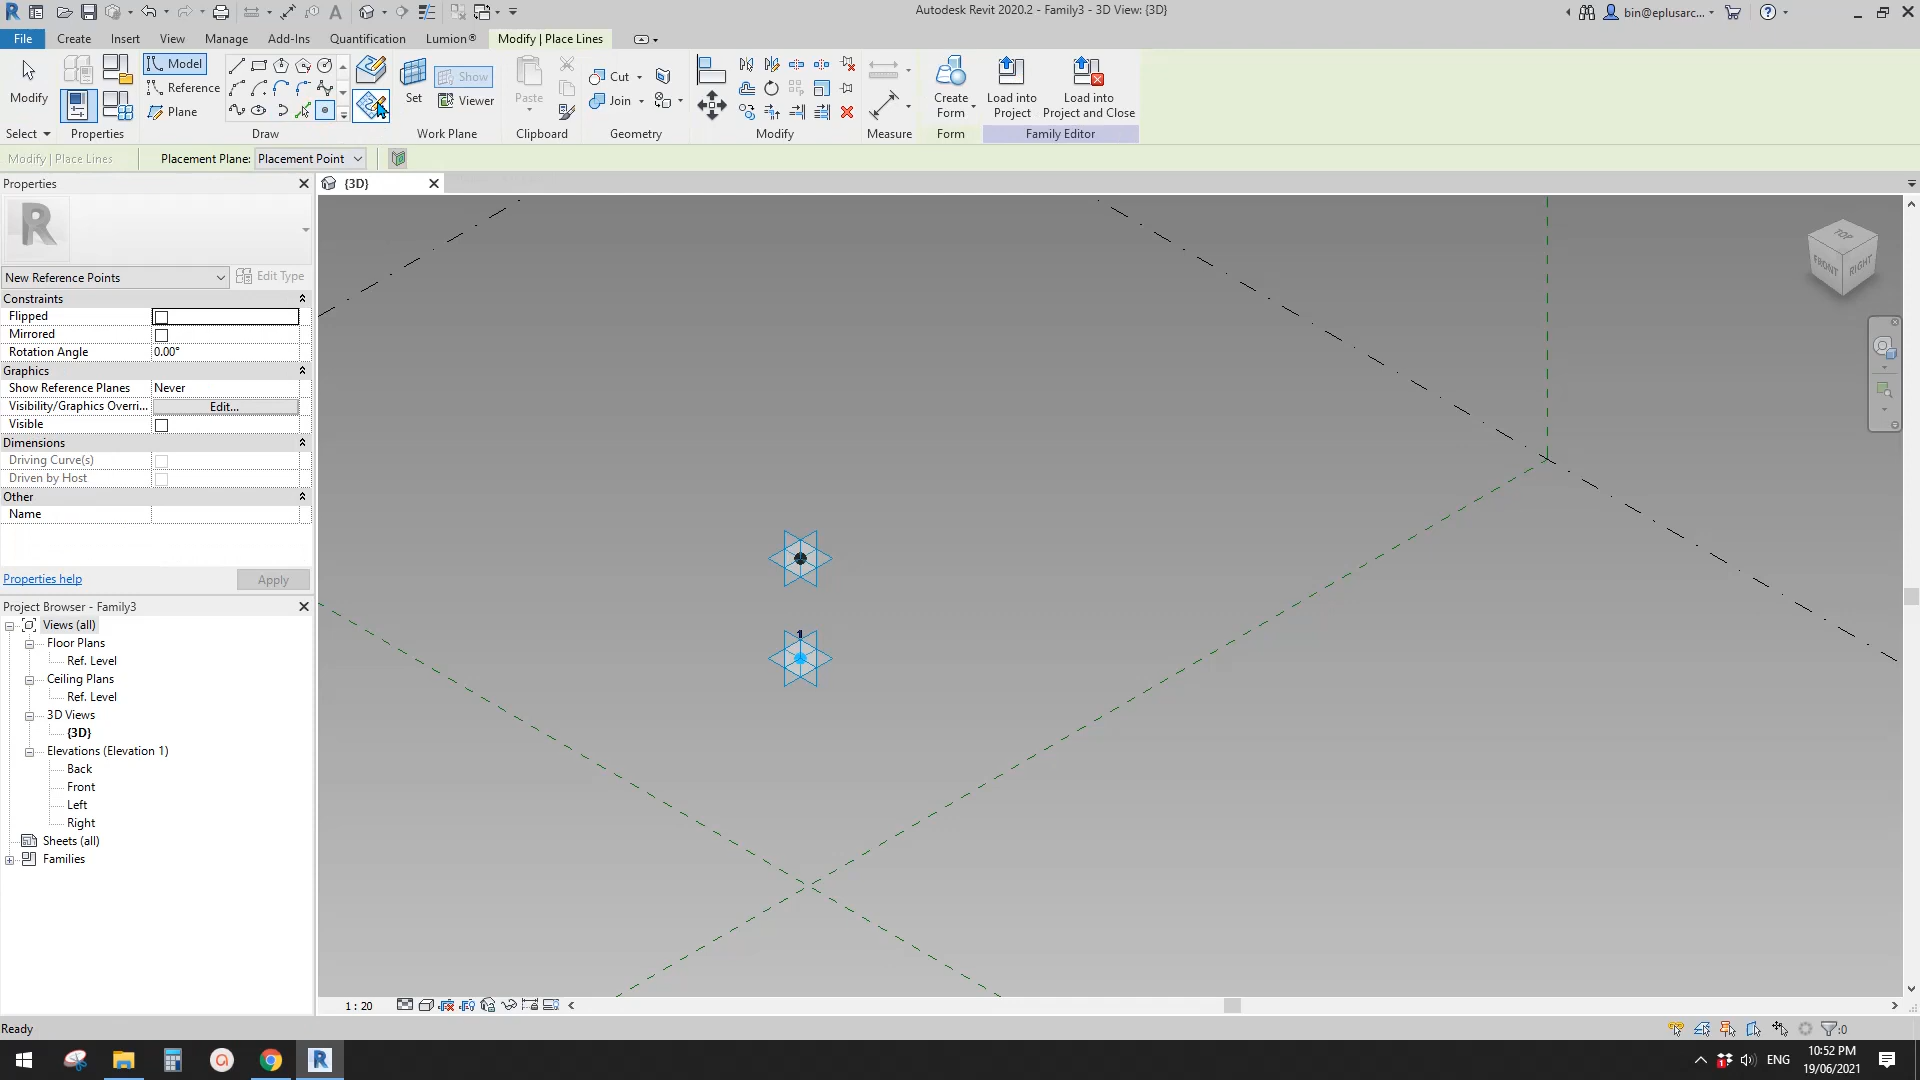 Autodesk Revit 2020.2 - Family3 - 3D View: {3D}
bin@eplusarc...
File Create Insert View Manage Add-Ins Quantification Lumion® Modify | Place Lines
Modify
Select
Properties
Model
Reference
Plane
Draw
Set
Show
Viewer
Work Plane
Paste
Clipboard
Cut
Join
Geometry
Modify
Measure
Create
Form
Form
Load into
Project
Load into
Project and Close
Family Editor
Modify | Place Lines
Placement Plane: Placement Point
Properties
{3D}
R
New Reference Points
Edit Type
Constraints
Flipped
Mirrored
Rotation Angle 0.00°
Graphics
Show Reference Planes Never
Visibility/Graphics Overri... Edit...
Visible
Dimensions
Driving Curve(s)
Driven by Host
Other
Name
Properties help
Apply
Project Browser - Family3
Views (all)
Floor Plans
Ref. Level
Ceiling Plans
Ref. Level
3D Views
{3D}
Elevations (Elevation 1)
Back
Front
Left
Right
Sheets (all)
Families
TOP
FRONT
RIGHT
1
1 : 20
Ready
:0
ENG
10:52 PM
19/06/2021